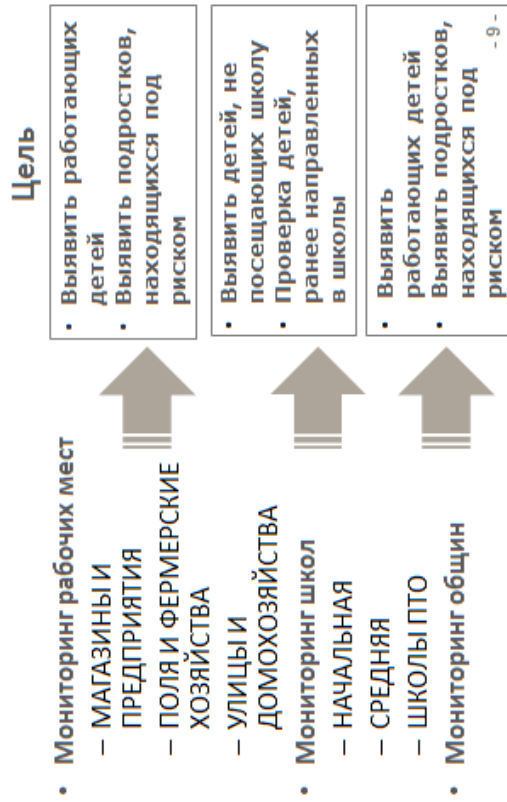 Цель
• Мониторинг рабочих мест
– МАГАЗИНЫ И
ПРЕДПРИЯТИЯ
– ПОЛЯ И ФЕРМЕРСКИЕ
ХОЗЯЙСТВА
– УЛИЦЫ И
ДОМОХОЗЯЙСТВА
• Мониторинг школ
– НАЧАЛЬНАЯ
– СРЕДНЯЯ
– ШКОЛЫ ПТО
• Мониторинг общин
• Выявить работающих
детей
• Выявить подростков,
находящихся под
риском
• Выявить детей, не
посещающих школу
• Проверка детей,
ранее направленных
в школы
• Выявить
работающих детей
• Выявить подростков,
находящихся под
риском
- 9 -